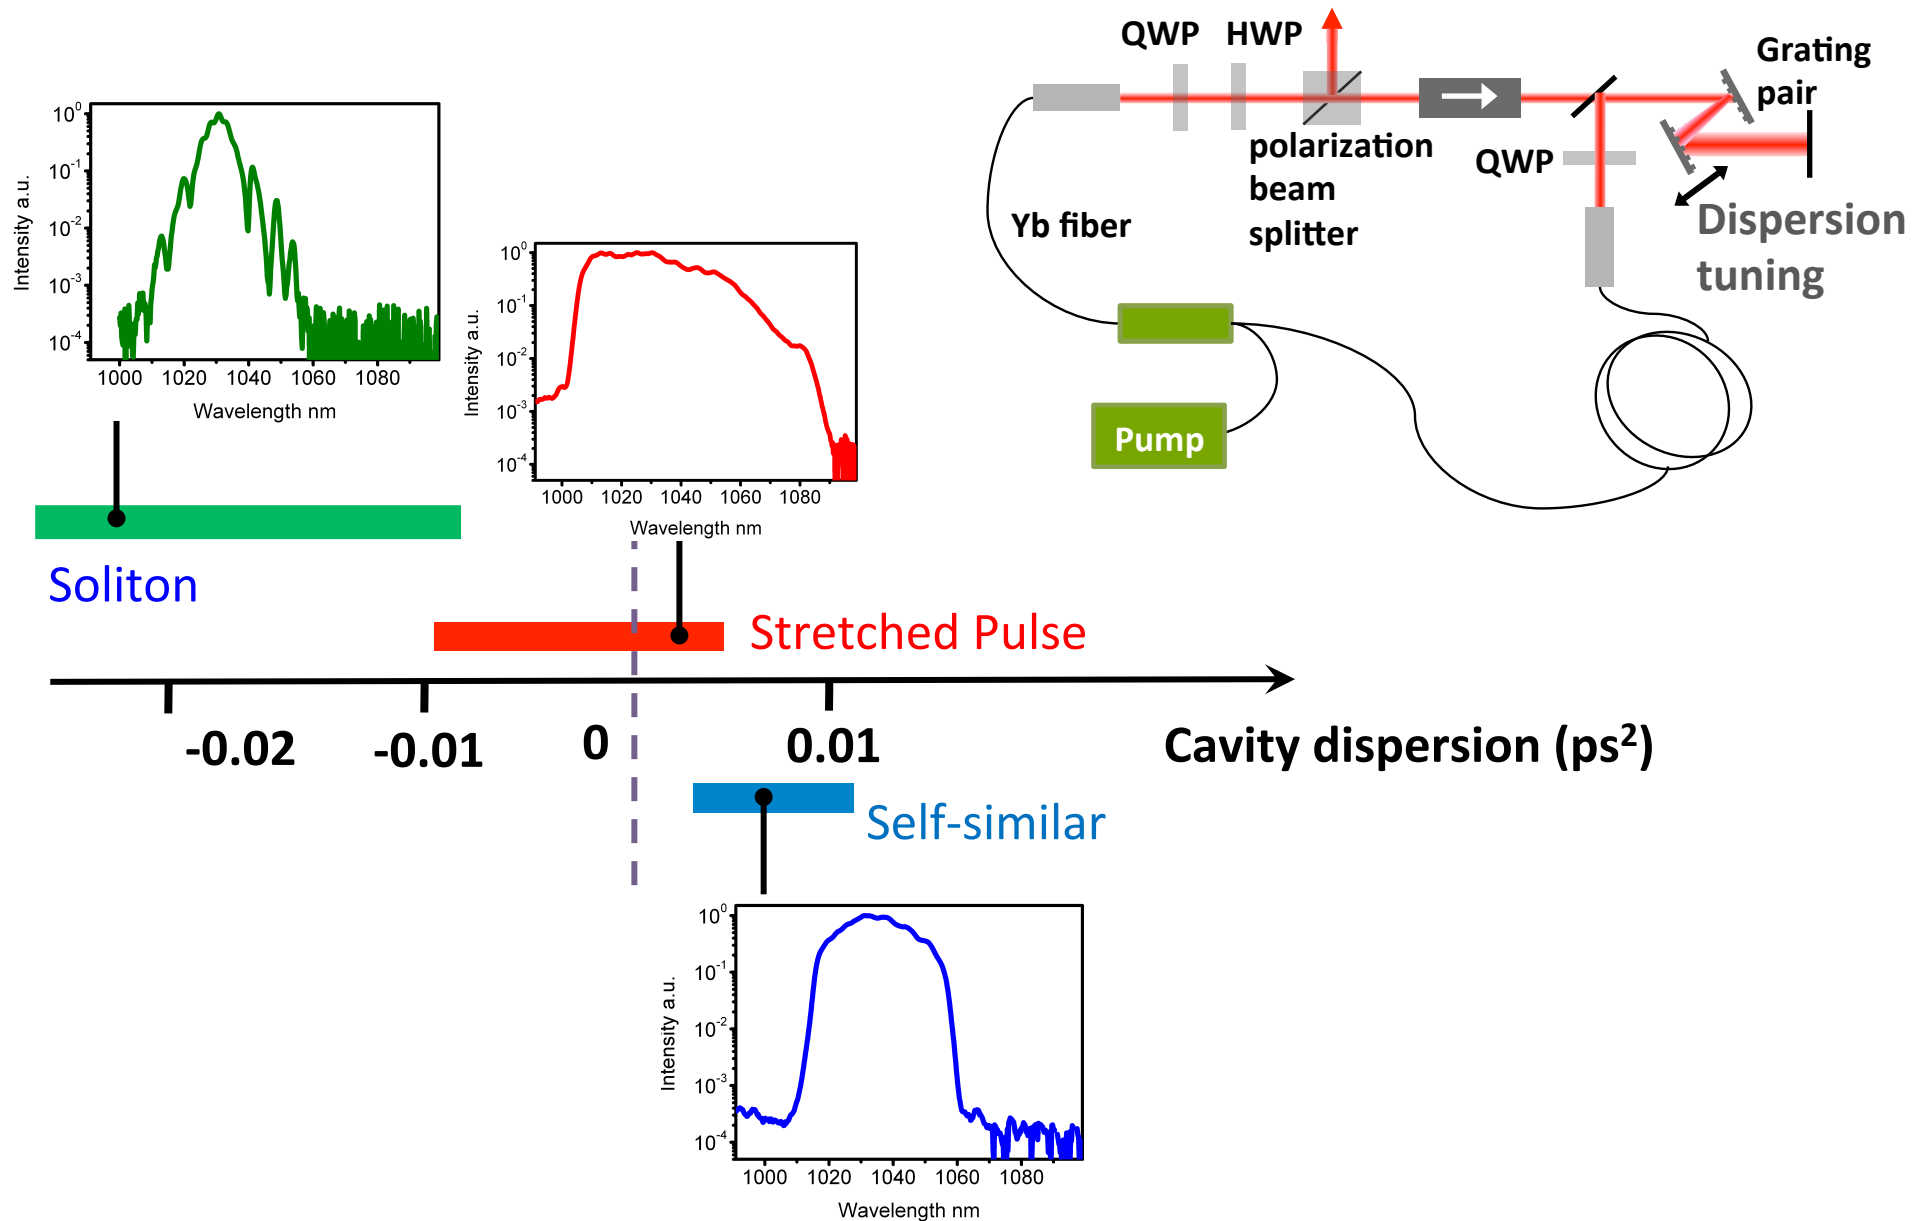 QWP
HWP
Grating
pair
polarization
beam
splitter
QWP
Dispersion
tuning
Yb fiber
Pump
10⁰
10⁻¹
10⁻²
10⁻³
10⁻⁴
Intensity a.u.
1000 1020 1040 1060 1080
Wavelength nm
10⁰
10⁻¹
10⁻²
10⁻³
10⁻⁴
Intensity a.u.
1000 1020 1040 1060 1080
Wavelength nm
Soliton
Stretched Pulse
-0.02 -0.01 0 0.01
Cavity dispersion (ps²)
Self-similar
10⁰
10⁻¹
10⁻²
10⁻³
10⁻⁴
Intensity a.u.
1000 1020 1040 1060 1080
Wavelength nm